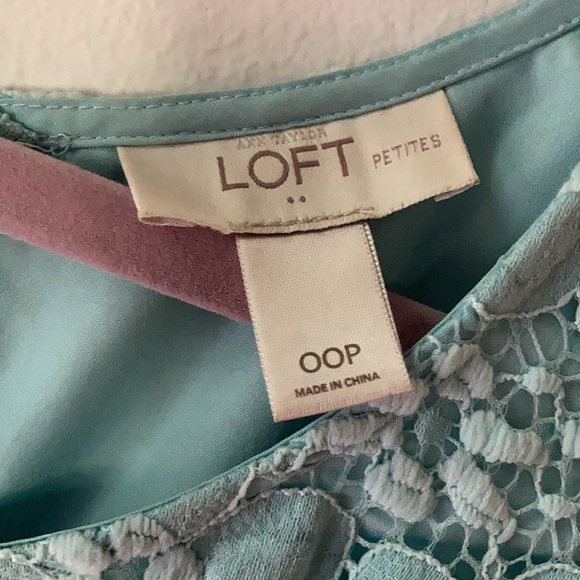 ANN TAYLOR
LOFT PETITES
OOP
MADE IN CHINA